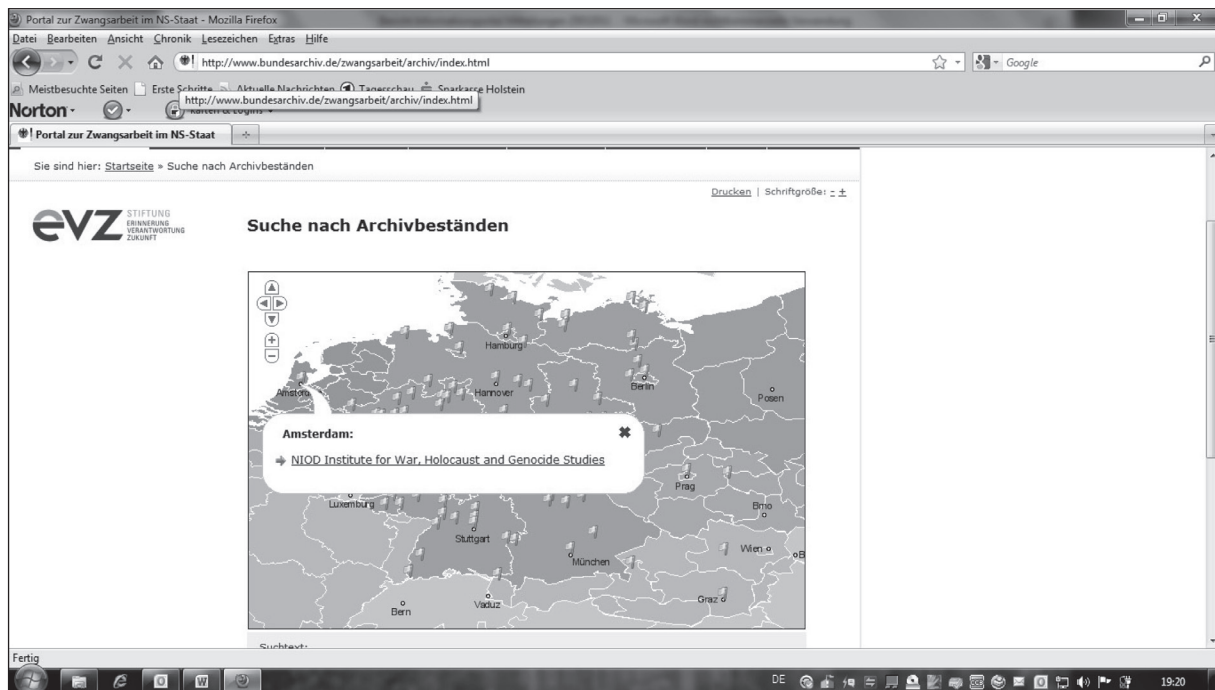 Portal zur Zwangsarbeit im NS-Staat - Mozilla Firefox
Datei Bearbeiten Ansicht Chronik Lesezeichen Extras Hilfe
http://www.bundesarchiv.de/zwangsarbeit/archiv/index.html
Google
Meistbesuchte Seiten Erste Schritte Aktuelle Nachrichten Tagesschau Sparkasse Holstein
http://www.bundesarchiv.de/zwangsarbeit/archiv/index.html
Norton
Karten & Logins
Portal zur Zwangsarbeit im NS-Staat
Sie sind hier: Startseite » Suche nach Archivbeständen
Drucken | Schriftgröße: - +
evz STIFTUNG
ERINNERUNG
VERANTWORTUNG
ZUKUNFT
Suche nach Archivbeständen
Hamburg
Amsterd
Hannover
Berlin
Posen
Amsterdam:
NIOD Institute for War, Holocaust and Genocide Studies
Prag
Luxemburg
Brno
Stuttgart
Wien
München
Graz
Bern
Vaduz
Suchtext:
Fertig
DE
19:20